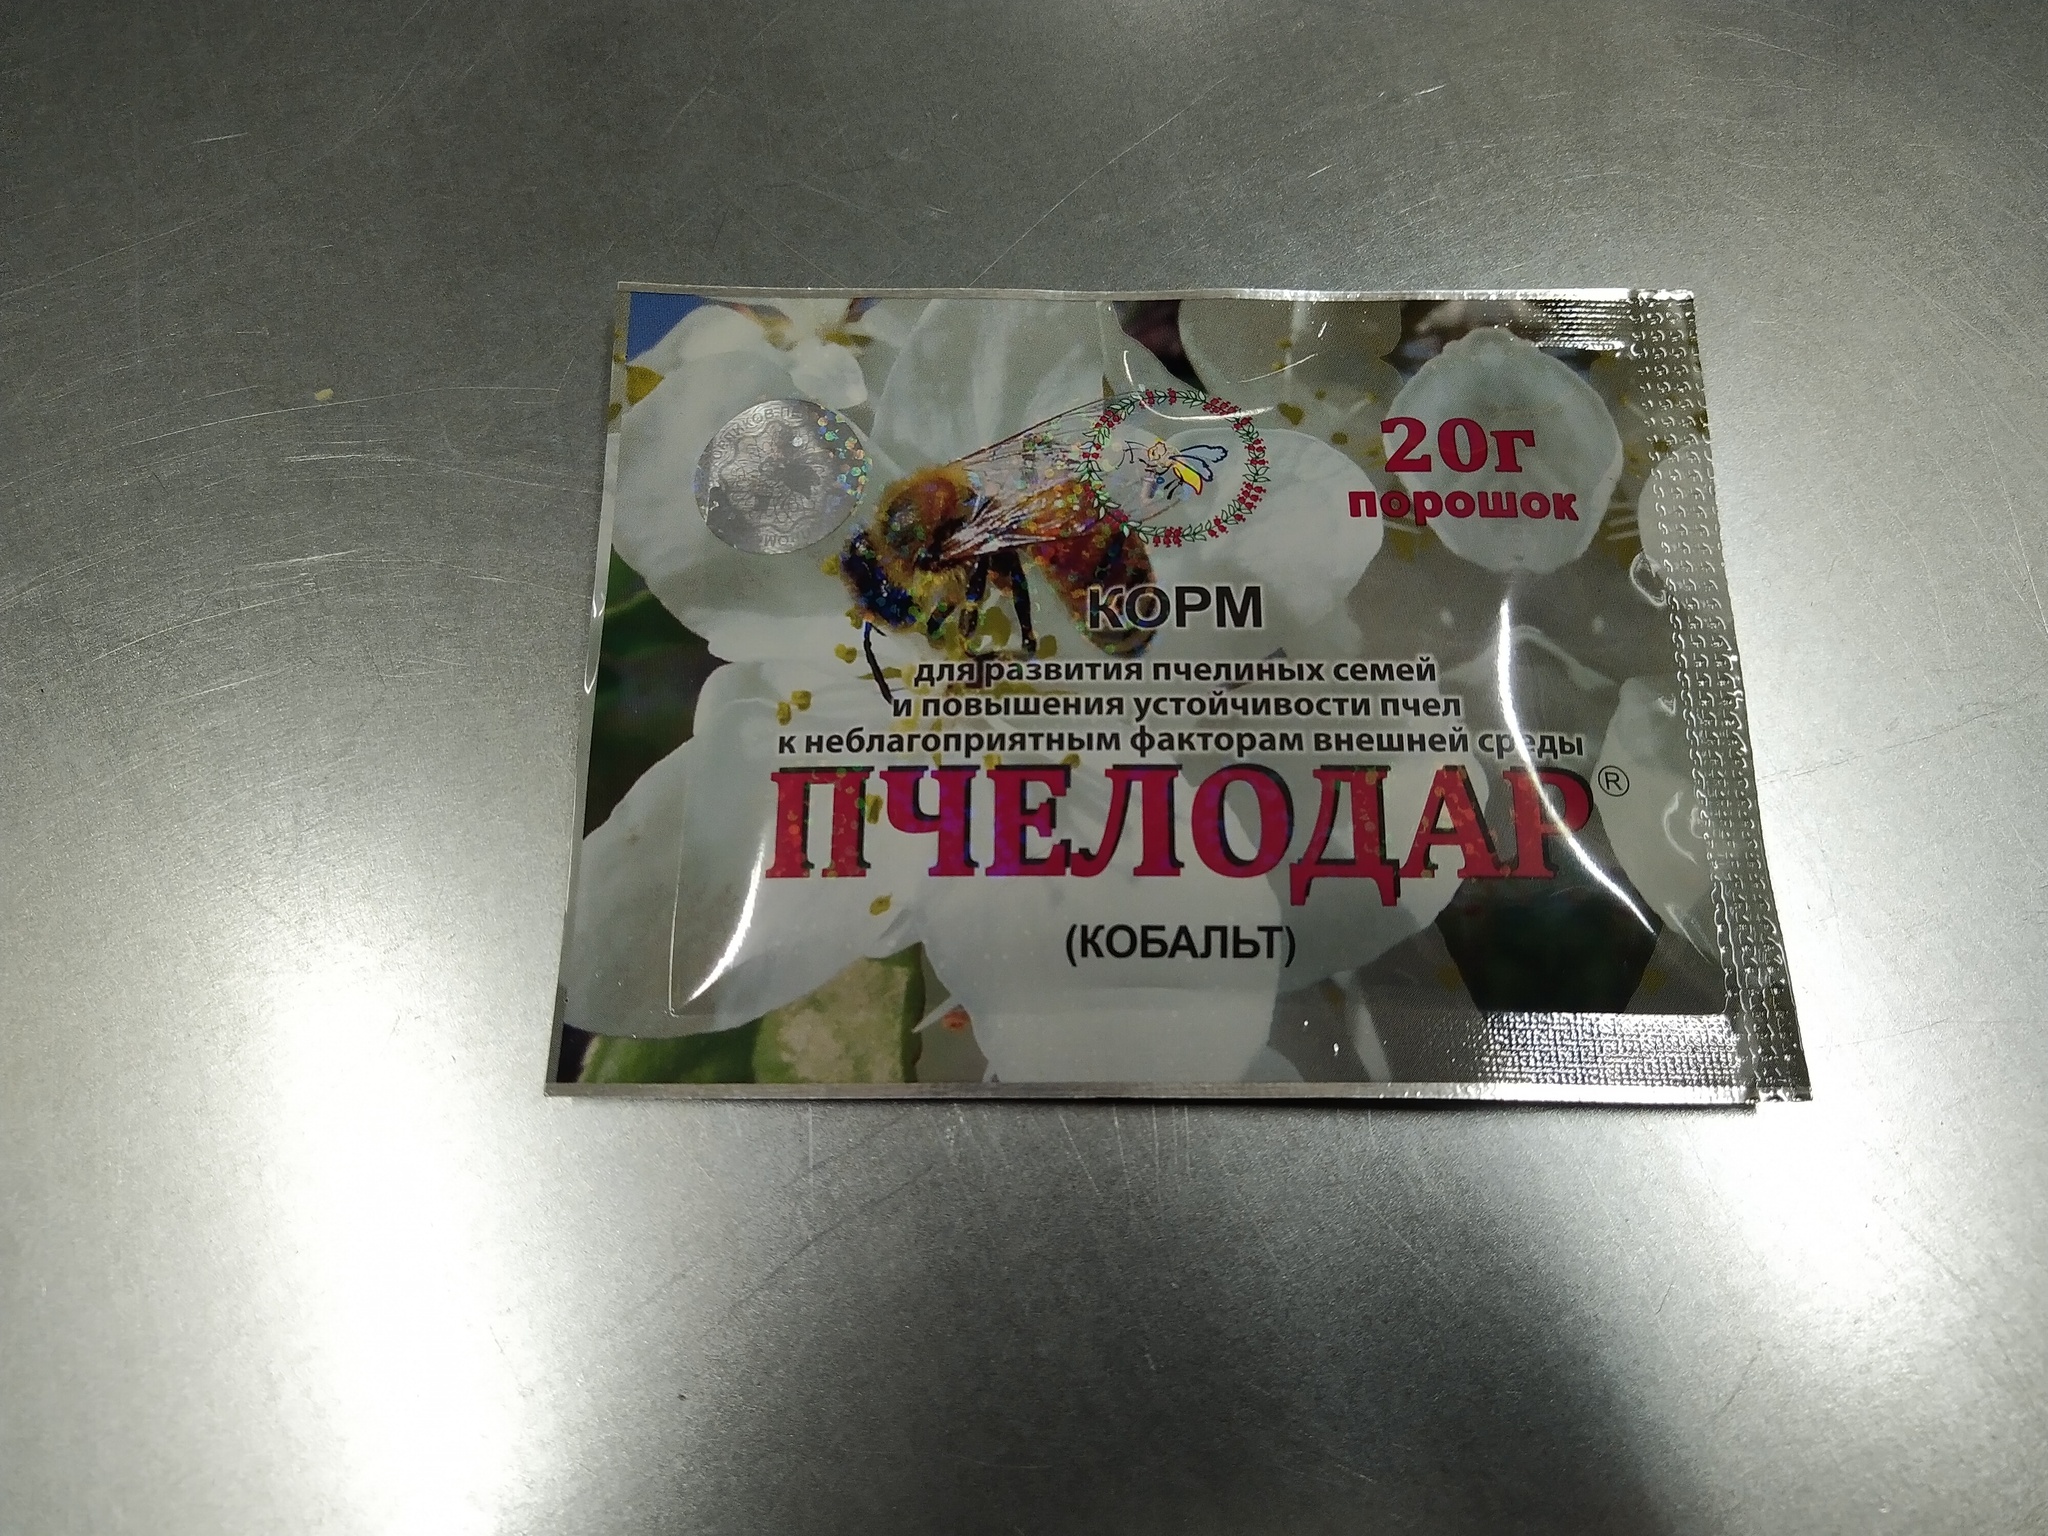 20г
порошок
КОРМ
для развития пчелиных семей
и повышения устойчивости пчел
к неблагоприятным факторам внешней среды
ПЧЕЛОДАР®
(КОБАЛЬТ)